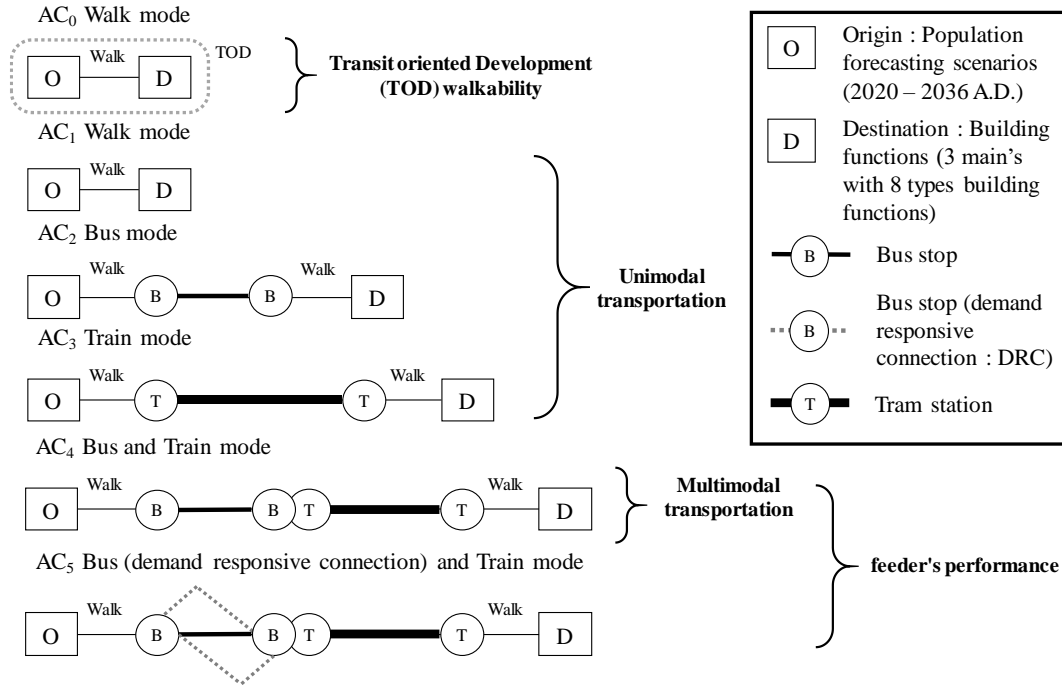 AC0 Walk mode
Walk
TOD
O
D
Transit oriented Development
(TOD) walkability
AC1 Walk mode
Walk
O
D
AC2 Bus mode
Walk
Walk
O
B
B
D
Unimodal
transportation
AC3 Train mode
Walk
Walk
O
T
T
D
AC4 Bus and Train mode
Walk
Walk
O
B
B
T
T
D
Multimodal
transportation
AC5 Bus (demand responsive connection) and Train mode
feeder's performance
Walk
Walk
O
B
B
T
T
D
O
Origin : Population
forecasting scenarios
(2020 – 2036 A.D.)
D
Destination : Building
functions (3 main's
with 8 types building
functions)
B
Bus stop
B
Bus stop (demand
responsive
connection : DRC)
T
Tram station